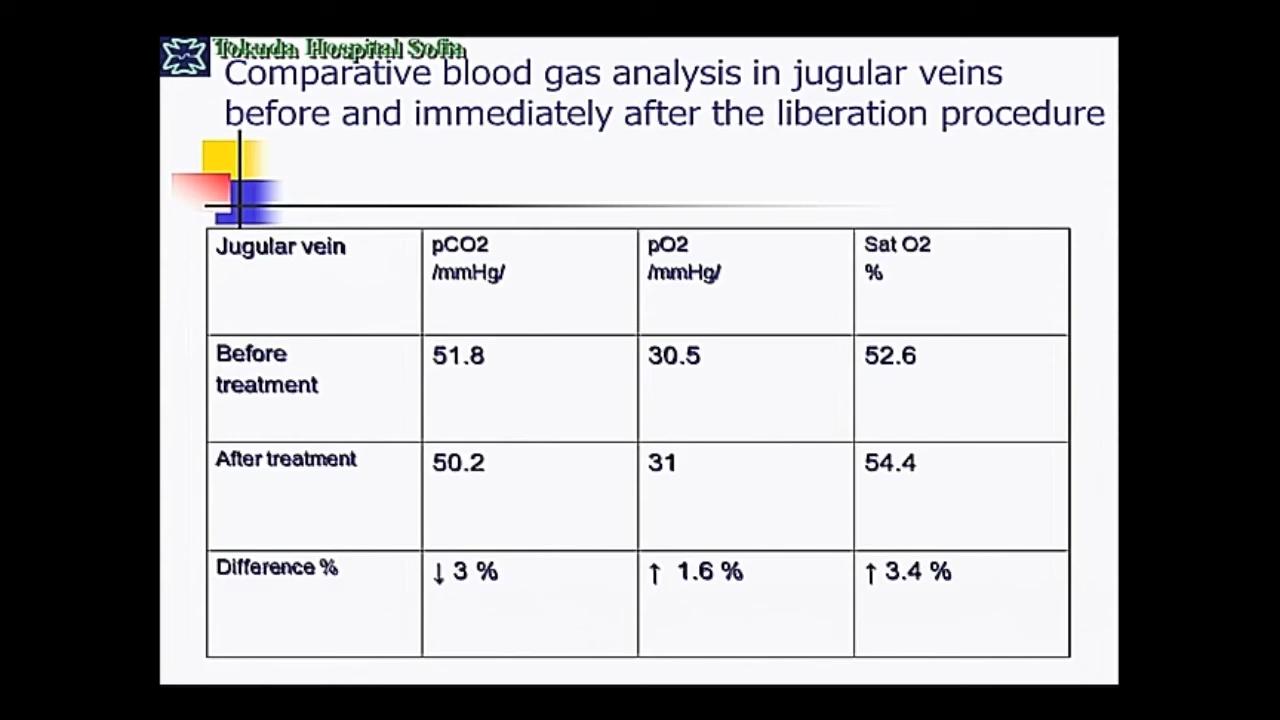 Tokuda Hospital Sofia
Comparative blood gas analysis in jugular veins
before and immediately after the liberation procedure
Jugular vein
pCO2
/mmHg/
pO2
/mmHg/
Sat O2
%
Before
treatment
51.8
30.5
52.6
After treatment
50.2
31
54.4
Difference %
↓ 3 %
↑ 1.6 %
↑ 3.4 %